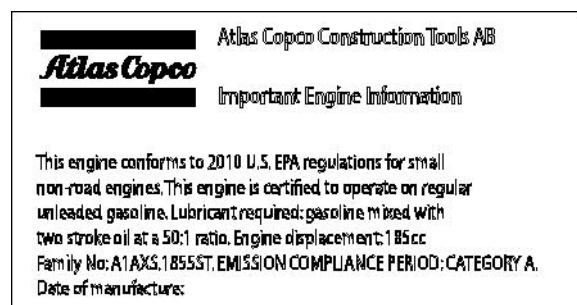 Atlas Copco Construction Tools AB
Atlas Copco
Important Engine Information
This engine conforms to 2010 U.S. EPA regulations for small
non-road engines. This engine is certified to operate on regular
unleaded gasoline. Lubricant required: gasoline mixed with
two stroke oil at a 50:1 ratio. Engine displacement: 185cc
Family No: A1AXS.1855ST. EMISSION COMPLIANCE PERIOD: CATEGORY A.
Date of manufacture: